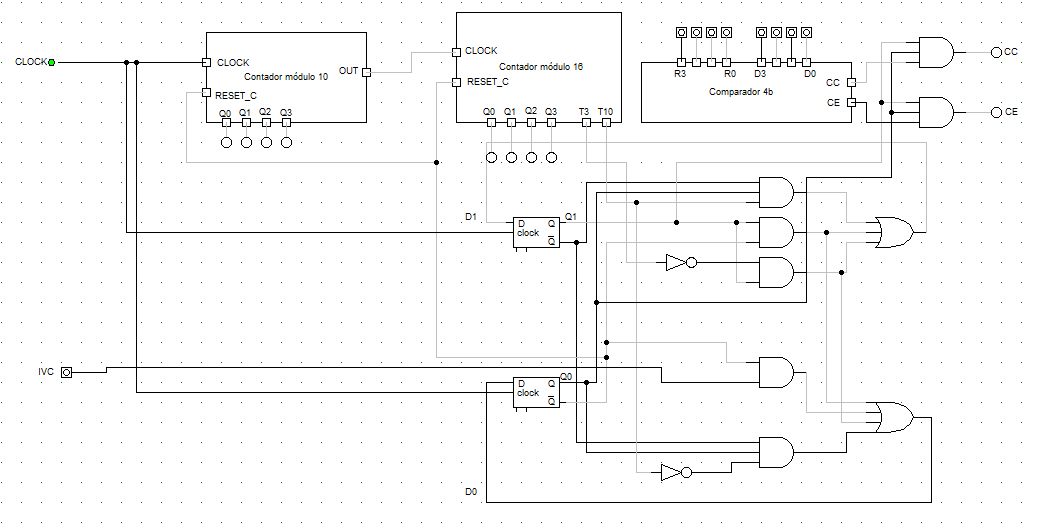 CLOCK
CLOCK
Contador módulo 10
OUT
RESET_C
Q0 Q1 Q2 Q3
CLOCK
Contador módulo 16
RESET_C
Q0 Q1 Q2 Q3 T3 T10
R3 R0 D3 D0
Comparador 4b
CC
CE
CC
CE
D1
D Q
clock
Q
Q1
IVC
D Q
clock
Q
Q0
D0